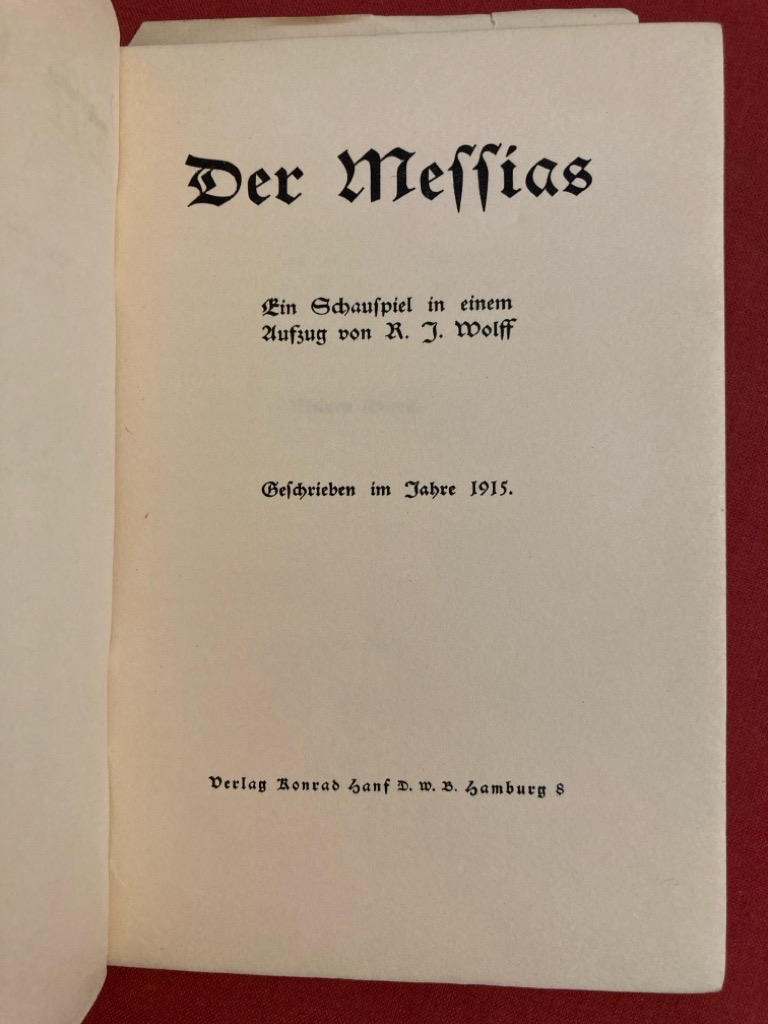 Der Meſſias
Ein Schauſpiel in einem
Aufzug von R. J. Wolff
Geſchrieben im Jahre 1915.
Verlag Konrad Hanf D. W. B. Hamburg 8